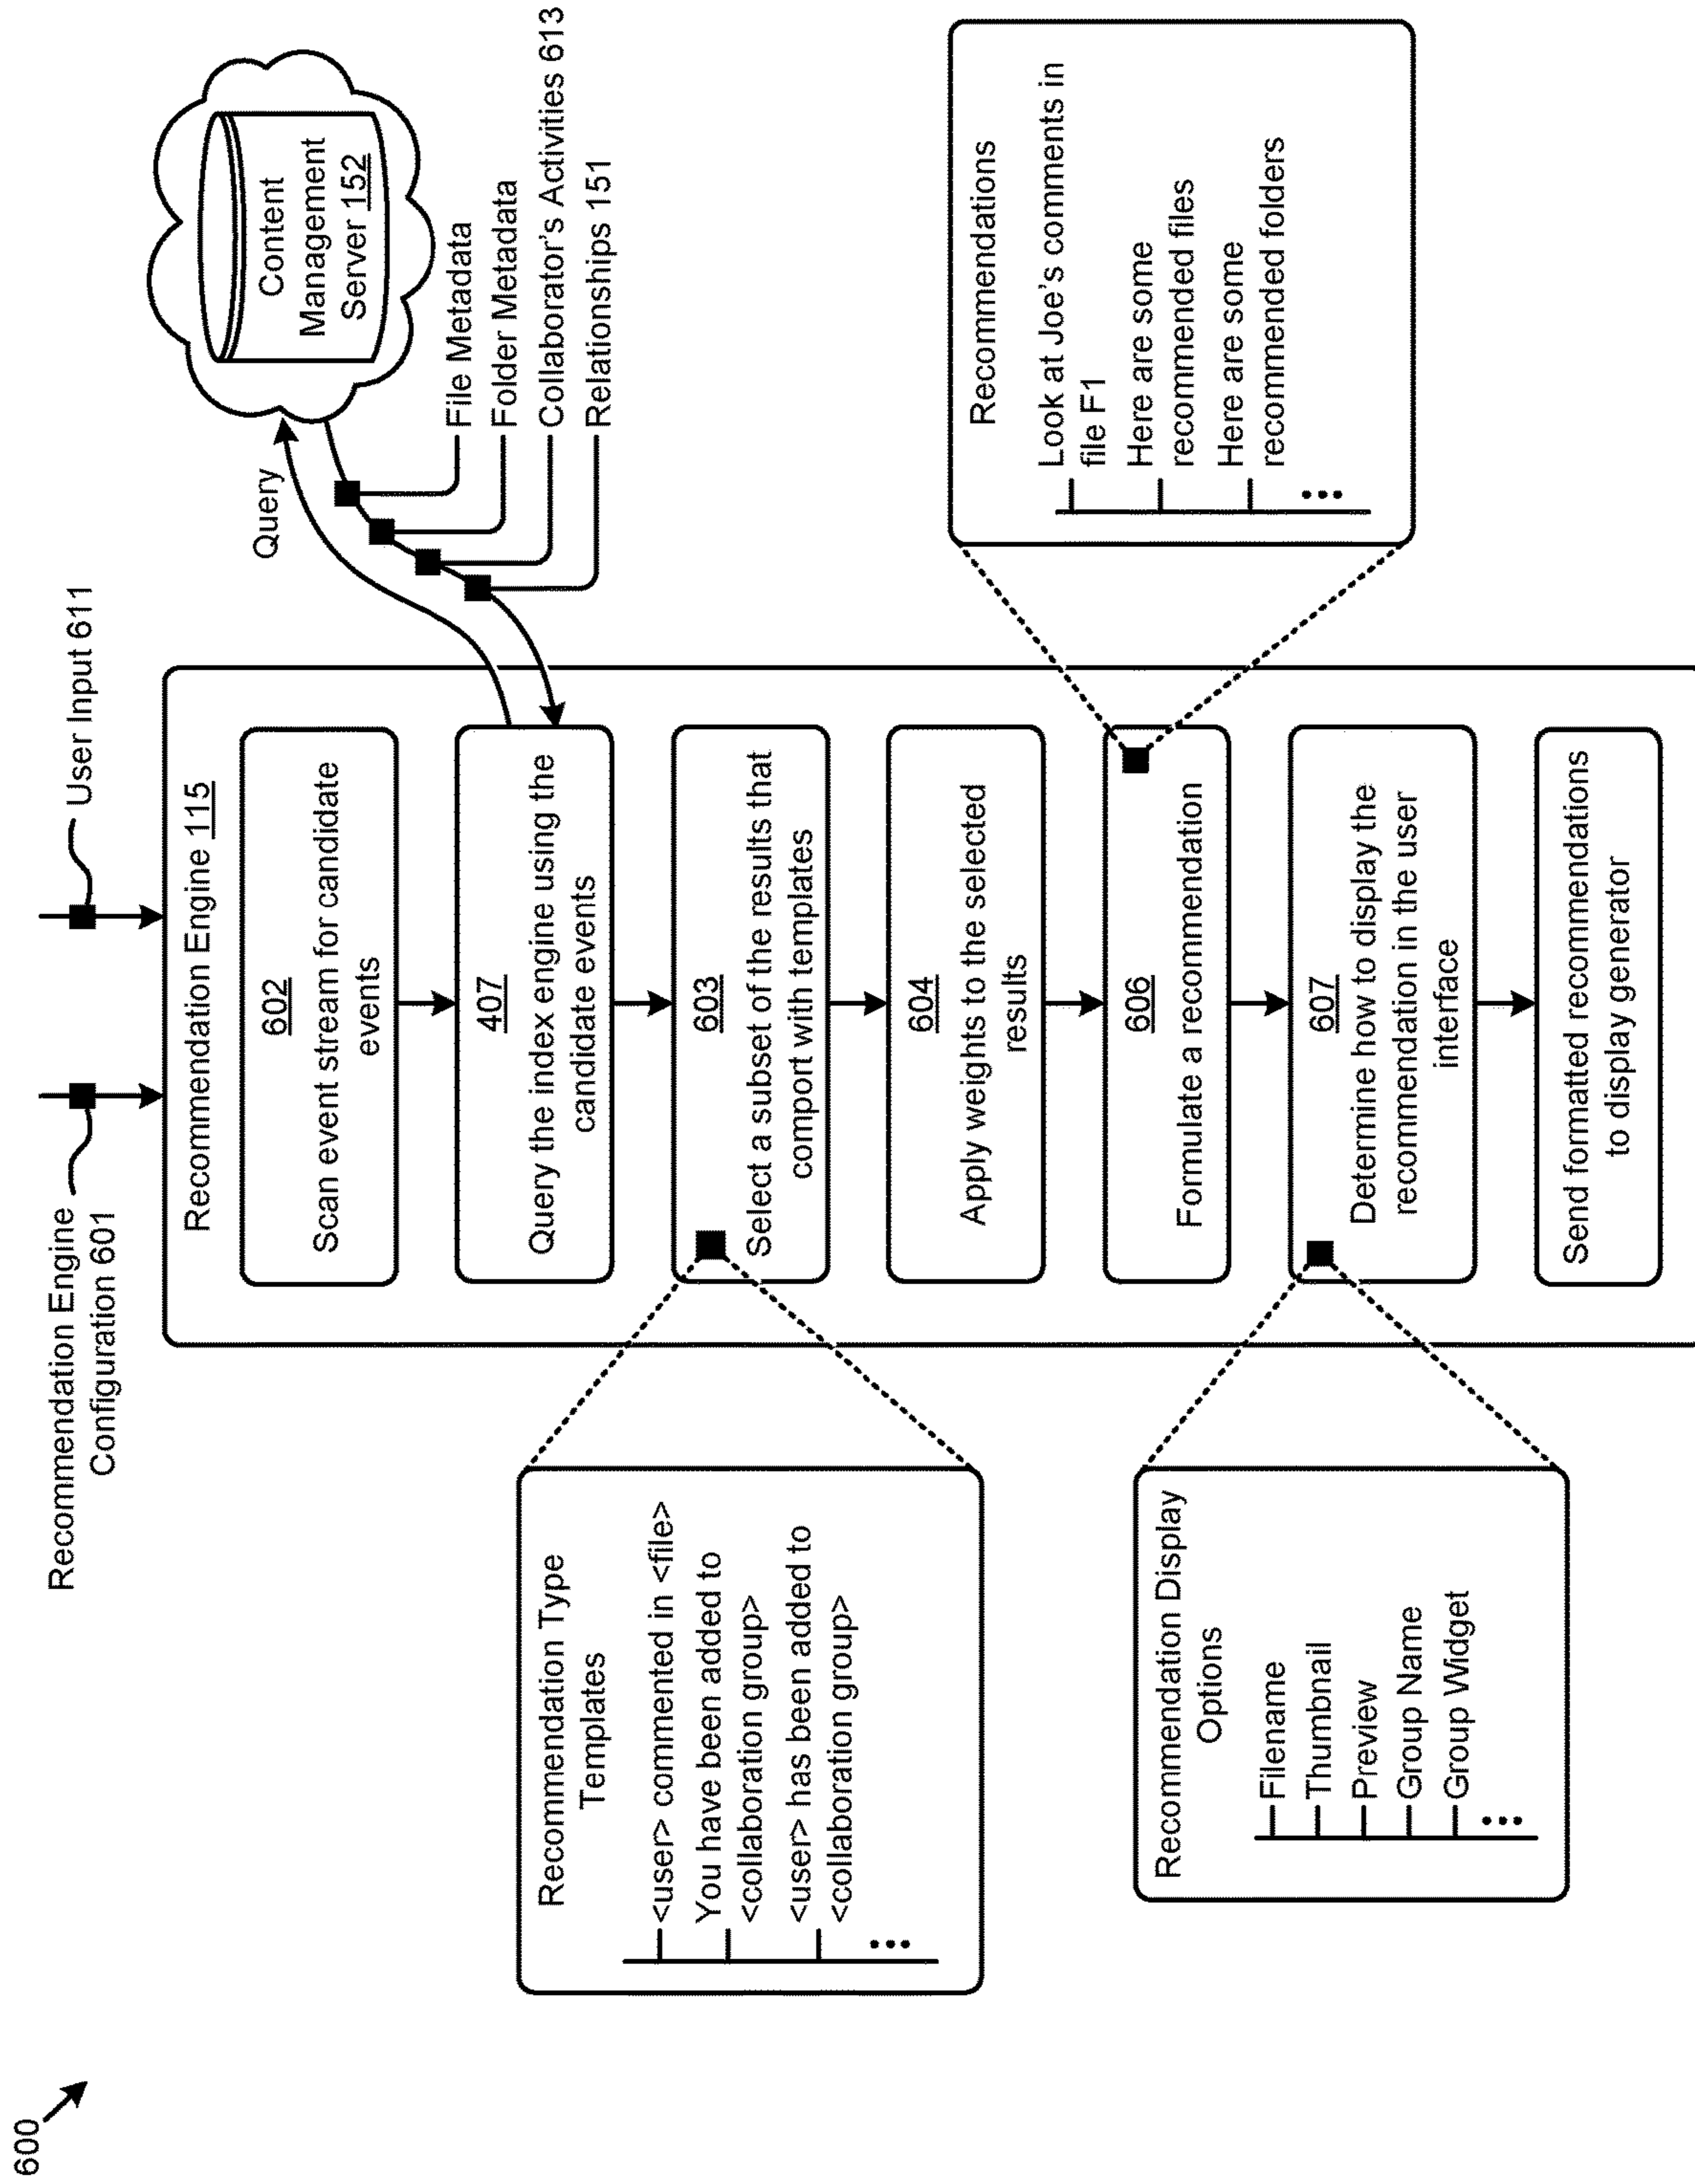 600
Recommendation Engine
Configuration 601
User Input 611
Recommendation Engine 115
602
Scan event stream for candidate
events
407
Query the index engine using the
candidate events
603
Select a subset of the results that
comport with templates
604
Apply weights to the selected
results
606
Formulate a recommendation
607
Determine how to display the
recommendation in the user
interface
Send formatted recommendations
to display generator
Query
Content
Management
Server 152
File Metadata
Folder Metadata
Collaborator's Activities 613
Relationships 151
Recommendation Type
Templates
<user> commented in <file>
You have been added to
<collaboration group>
<user> has been added to
<collaboration group>
...
Recommendation Display
Options
Filename
Thumbnail
Preview
Group Name
Group Widget
...
Recommendations
Look at Joe's comments in
file F1
Here are some
recommended files
Here are some
recommended folders
...